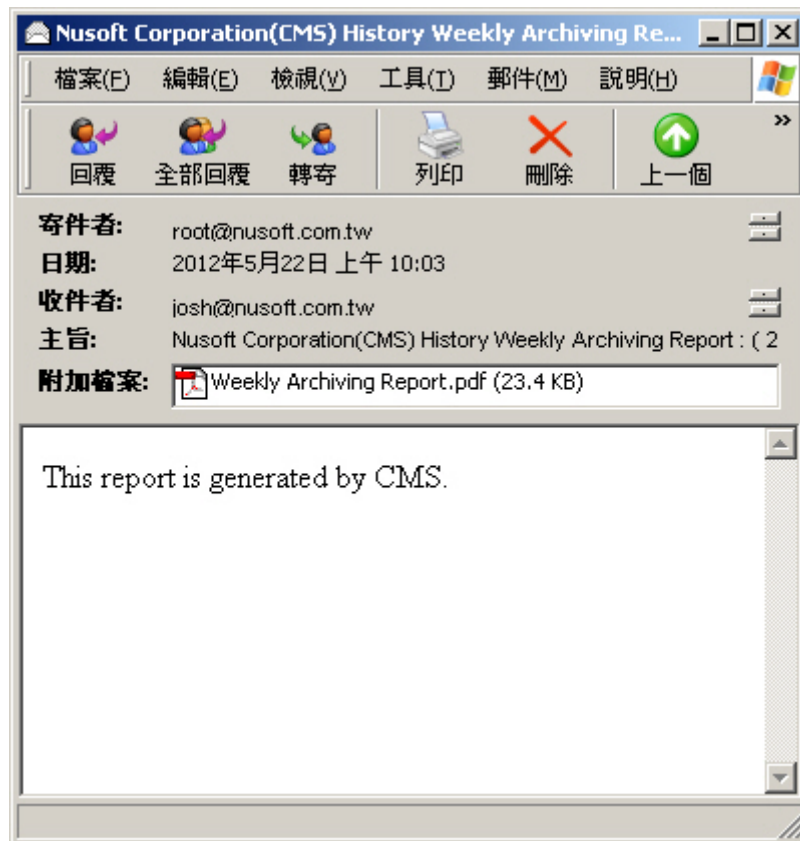 Nusoft Corporation(CMS) History Weekly Archiving Re...
檔案(F) 編輯(E) 檢視(V) 工具(T) 郵件(M) 說明(H)
回覆 全部回覆 轉寄 列印 刪除 上一個 »
寄件者: root@nusoft.com.tw
日期: 2012年5月22日 上午 10:03
收件者: josh@nusoft.com.tw
主旨: Nusoft Corporation(CMS) History Weekly Archiving Report : ( 2
附加檔案: Weekly Archiving Report.pdf (23.4 KB)
This report is generated by CMS.